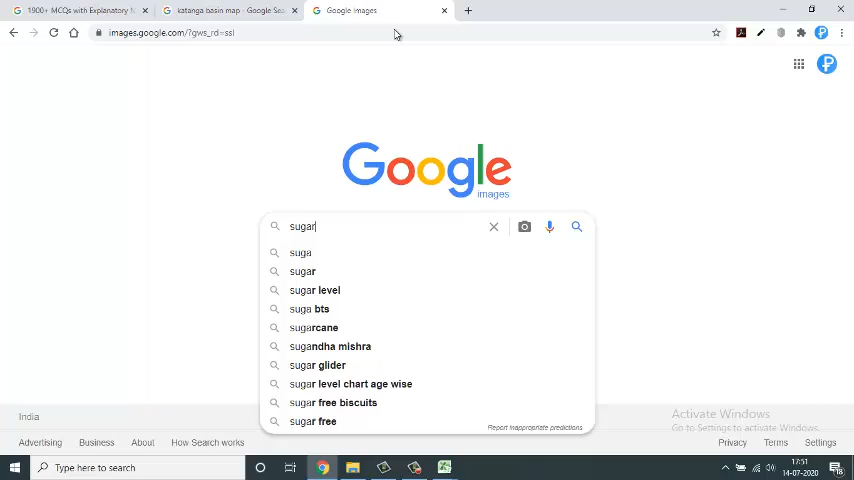 1900+ MCQs with Explanatory N
katanga basin map - Google Sea
Google Images
images.google.com/?gws_rd=ssl
Google
images
sugar
suga
sugar
sugar level
suga bts
sugarcane
sugandha mishra
sugar glider
sugar level chart age wise
sugar free biscuits
sugar free
Report inappropriate predictions
India
Activate Windows
Go to Settings to activate Windows.
Advertising Business About How Search works Privacy Terms Settings
Type here to search
17:51
14-07-2020
18